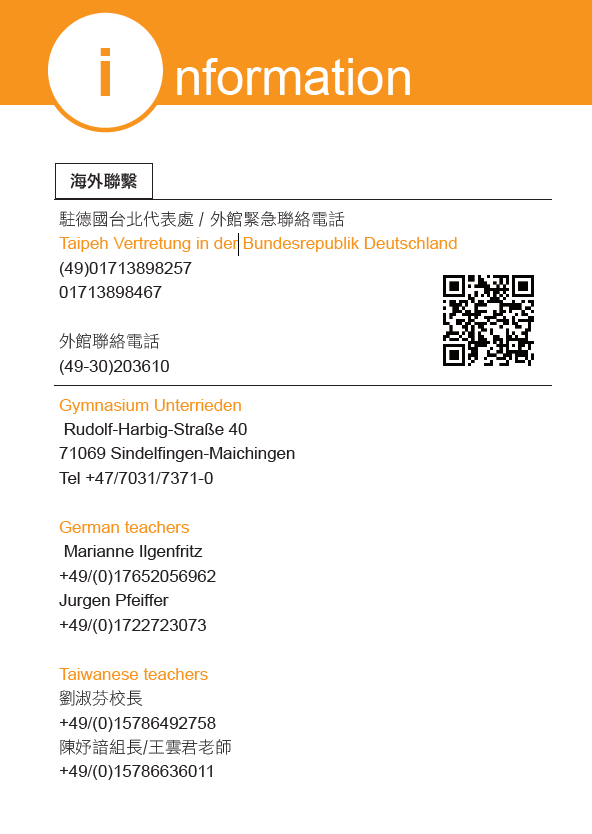 information
海外聯繫
駐德國台北代表處 / 外館緊急聯絡電話
Taipeh Vertretung in der Bundesrepublik Deutschland
(49)01713898257
01713898467
外館聯絡電話
(49-30)203610
Gymnasium Unterrieden
Rudolf-Harbig-Straße 40
71069 Sindelfingen-Maichingen
Tel +47/7031/7371-0
German teachers
Marianne Ilgenfritz
+49/(0)17652056962
Jurgen Pfeiffer
+49/(0)1722723073
Taiwanese teachers
劉淑芬校長
+49/(0)15786492758
陳妤諳組長/王雲君老師
+49/(0)15786636011